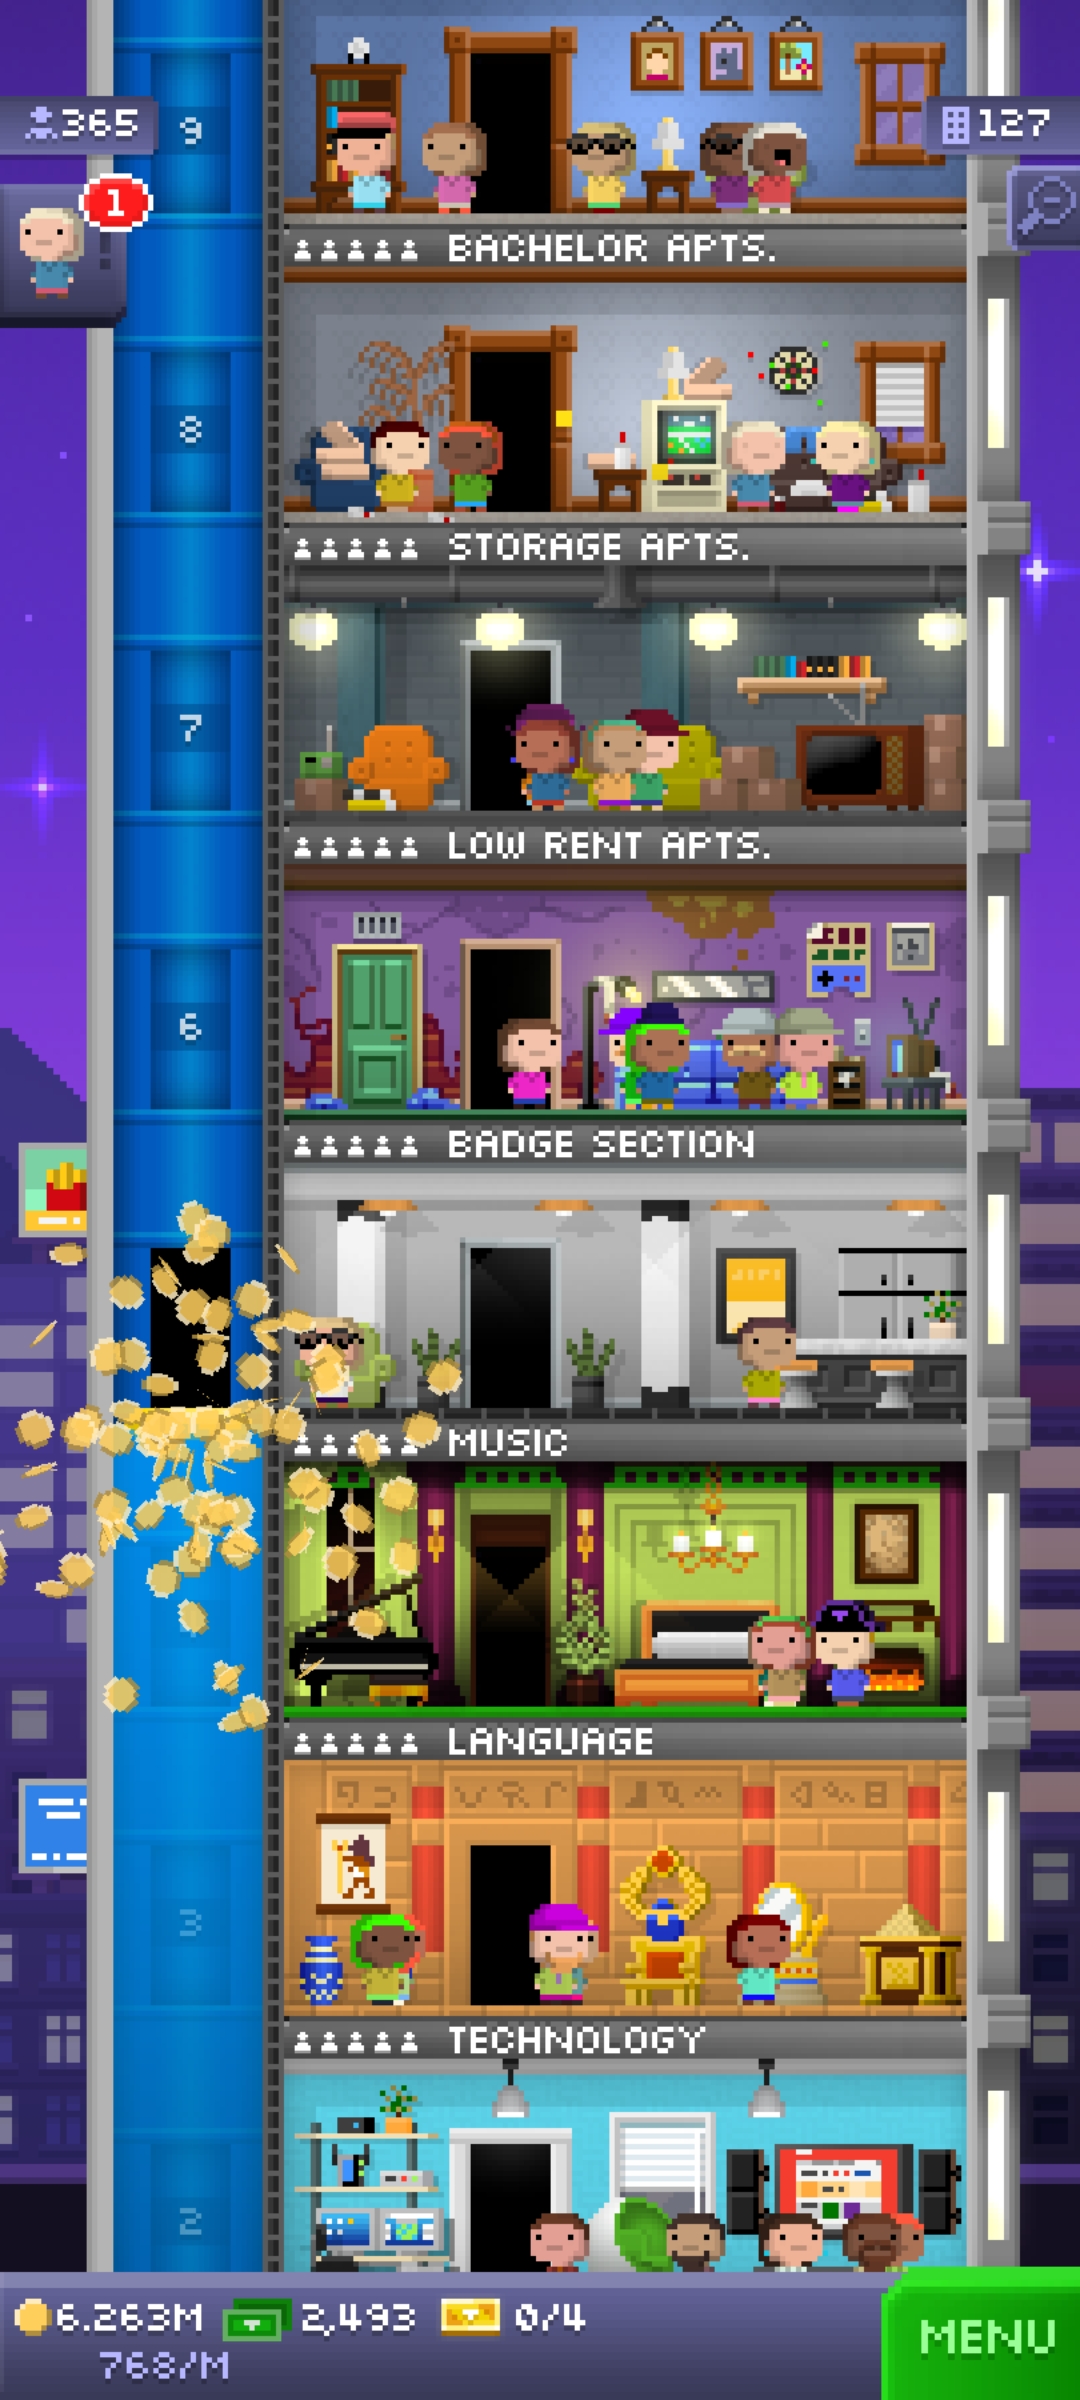 9
365
127
1
BACHELOR APTS.
8
STORAGE APTS.
7
LOW RENT APTS.
6
BADGE SECTION
MUSIC
LANGUAGE
3
TECHNOLOGY
2
6.263M 2,493 0/4
768/M
MENU